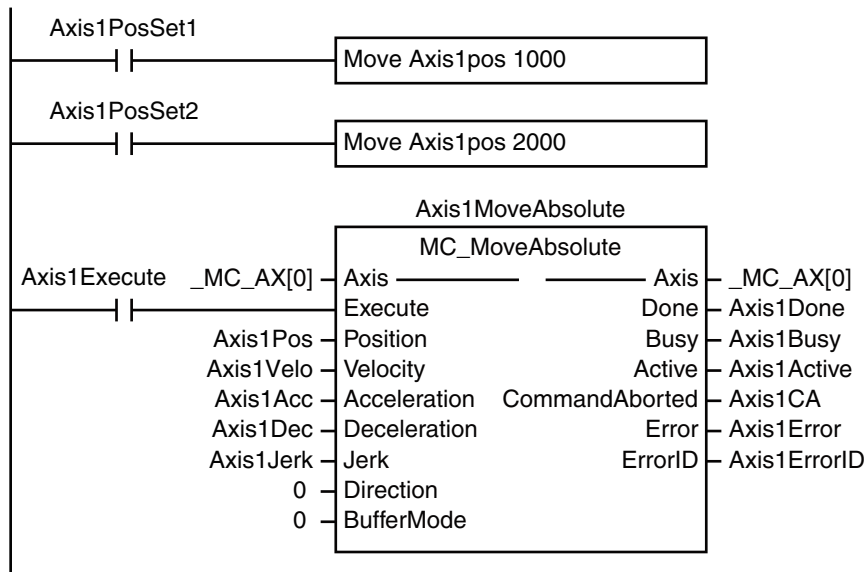 Axis1PosSet1
Move Axis1pos 1000
Axis1PosSet2
Move Axis1pos 2000
Axis1MoveAbsolute
MC_MoveAbsolute
Axis1Execute _MC_AX[0] Axis Axis _MC_AX[0]
Execute Done Axis1Done
Axis1Pos Position Busy Axis1Busy
Axis1Velo Velocity Active Axis1Active
Axis1Acc Acceleration CommandAborted Axis1CA
Axis1Dec Deceleration Error Axis1Error
Axis1Jerk Jerk ErrorID Axis1ErrorID
0 Direction
0 BufferMode